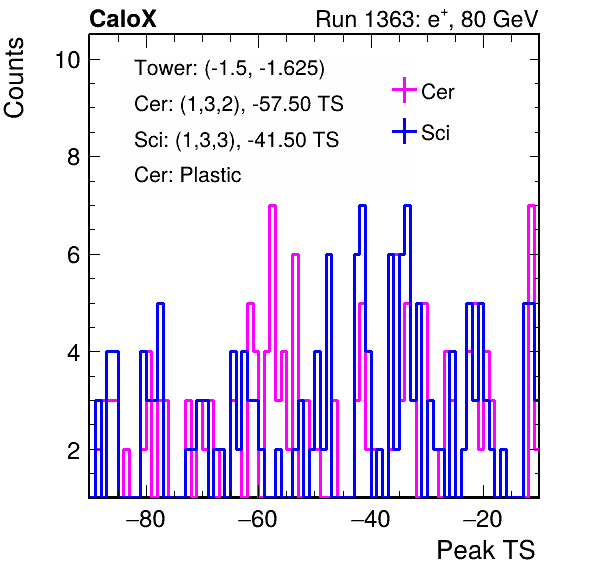 CaloX Run 1363: e⁺, 80 GeV
Counts
10
8
6
4
2
Tower: (-1.5, -1.625)
Cer: (1,3,2), -57.50 TS
Sci: (1,3,3), -41.50 TS
Cer: Plastic
Cer
Sci
−80 −60 −40 −20
Peak TS